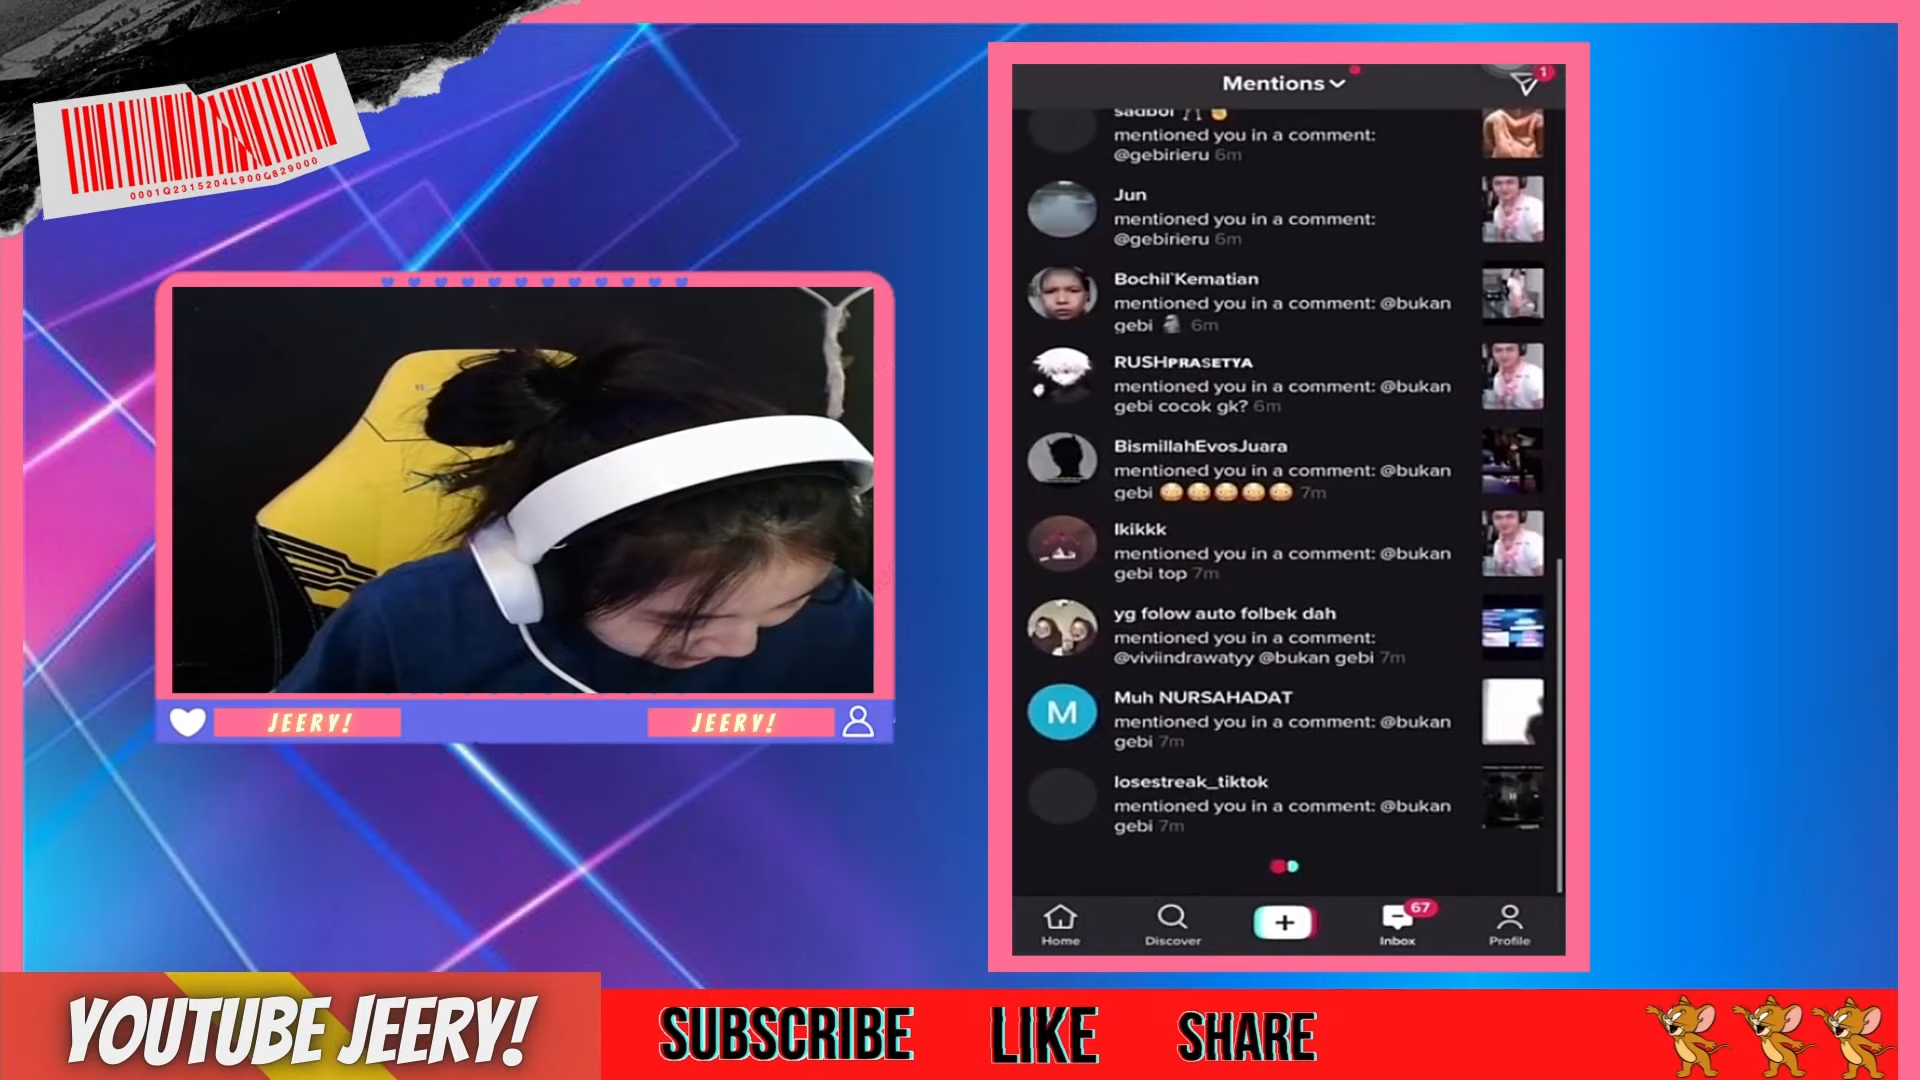 0001Q2315204L900Q829000
JEERY!
JEERY!
Mentions
1
sadboi
mentioned you in a comment:
@gebirieru 6m
Jun
mentioned you in a comment:
@gebirieru 6m
Bochil`Kematian
mentioned you in a comment: @bukan
gebi 🗿 6m
RUSHᴘʀᴀsᴇᴛʏᴀ
mentioned you in a comment: @bukan
gebi cocok gk? 6m
BismillahEvosJuara
mentioned you in a comment: @bukan
gebi 😳😳😳😳😳 7m
Ikikkk
mentioned you in a comment: @bukan
gebi top 7m
yg folow auto folbek dah
mentioned you in a comment:
@viviindrawatyy @bukan gebi 7m
M
Muh NURSAHADAT
mentioned you in a comment: @bukan
gebi 7m
losestreak_tiktok
mentioned you in a comment: @bukan
gebi 7m
67
Home
Discover
Inbox
Profile
YOUTUBE JEERY!
SUBSCRIBE
LIKE
SHARE